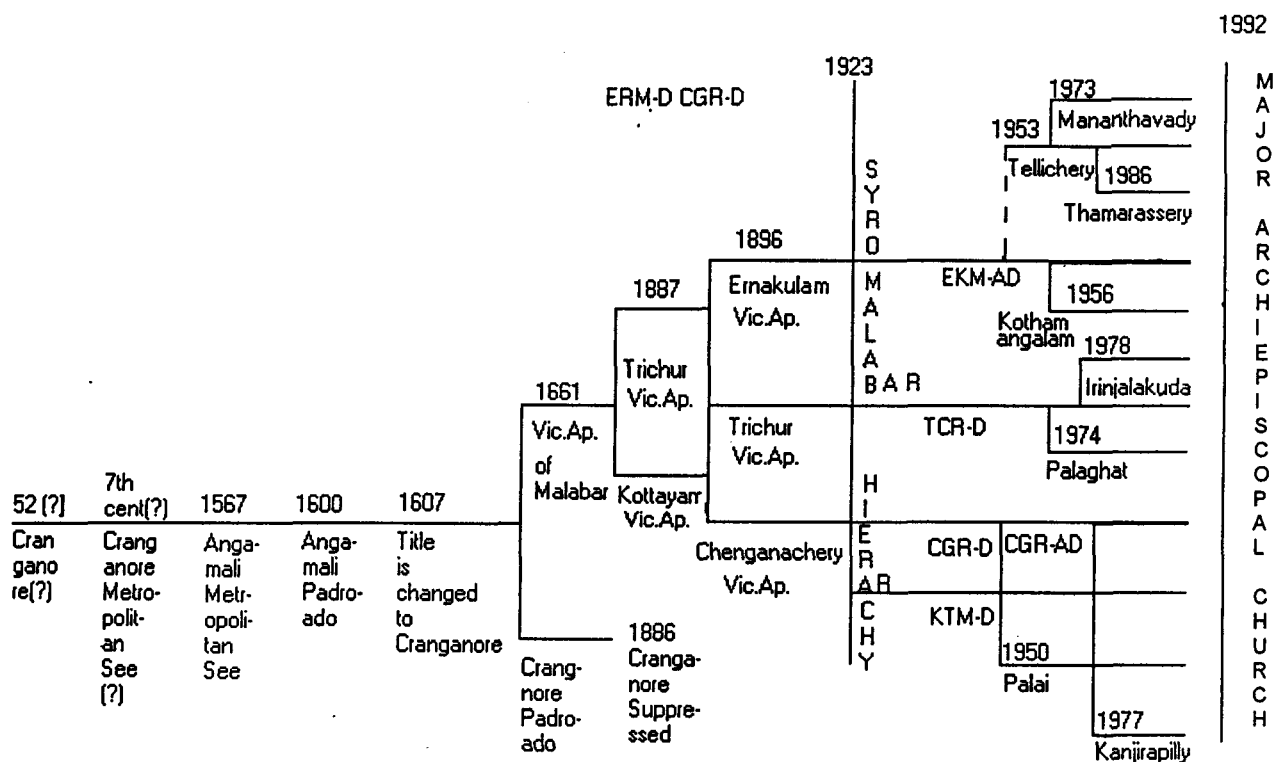 1992
1923
ERM-D CGR-D
1973
Mananthavady
1953
Tellichery
1986
Thamarassery
1896
Ernakulam
Vic.Ap.
EKM-AD
1956
Kotham
angalam
1887
Trichur
Vic.Ap.
1978
Irinjalakuda
1661
Vic.Ap.
of
Malabar
Trichur
Vic.Ap.
TCR-D
1974
Palaghat
Kottayam
Vic.Ap.
52 (?)
Cran
gano
re(?)
7th
cent(?)
Crang
anore
Metro-
polit-
an
See
(?)
1567
Anga-
mali
Metr-
opoli-
tan
See
1600
Anga-
mali
Padro-
ado
1607
Title
is
changed
to
Cranganore
Chenganachery
Vic.Ap.
CGR-D
CGR-AD
KTM-D
1950
Palai
1977
Kanjirapilly
Crang-
nore
Padro-
ado
1886
Cranga-
nore
Suppre-
ssed
SYRO MALABAR HIERARCHY
MAJOR ARCHIEPISCOPAL CHURCH